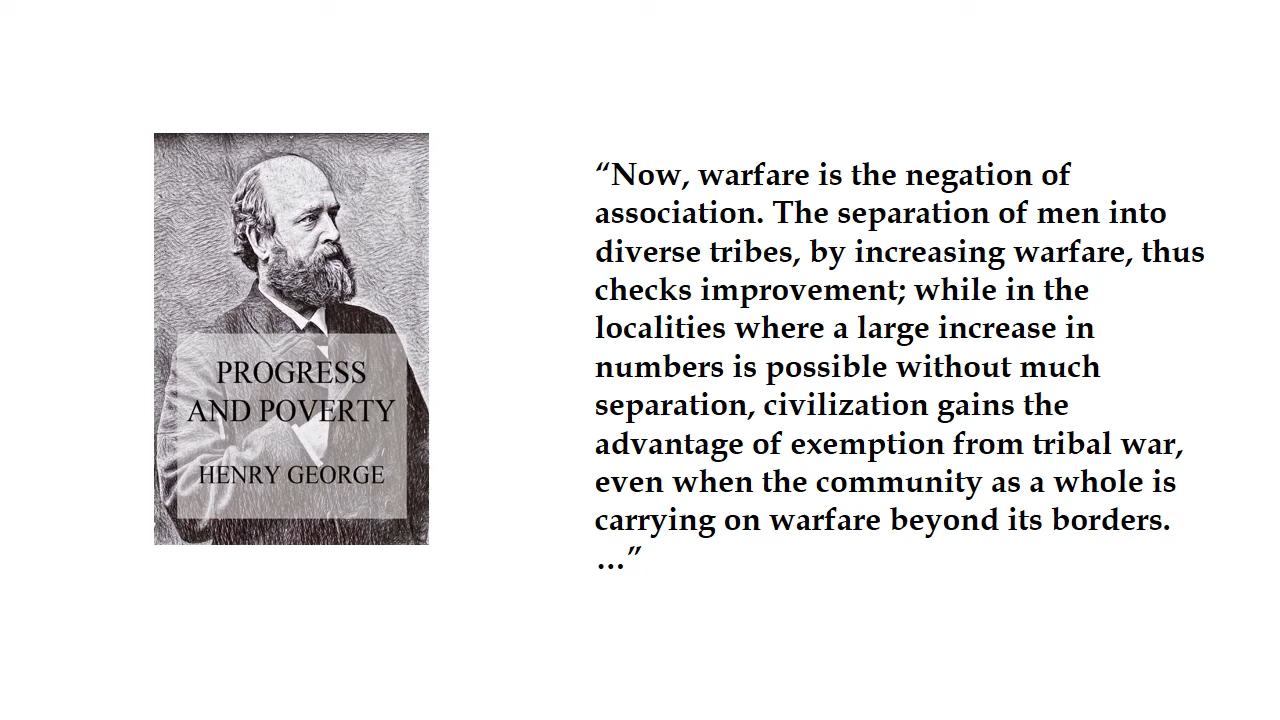 PROGRESS
AND POVERTY
HENRY GEORGE
“Now, warfare is the negation of
association. The separation of men into
diverse tribes, by increasing warfare, thus
checks improvement; while in the
localities where a large increase in
numbers is possible without much
separation, civilization gains the
advantage of exemption from tribal war,
even when the community as a whole is
carrying on warfare beyond its borders.
…”